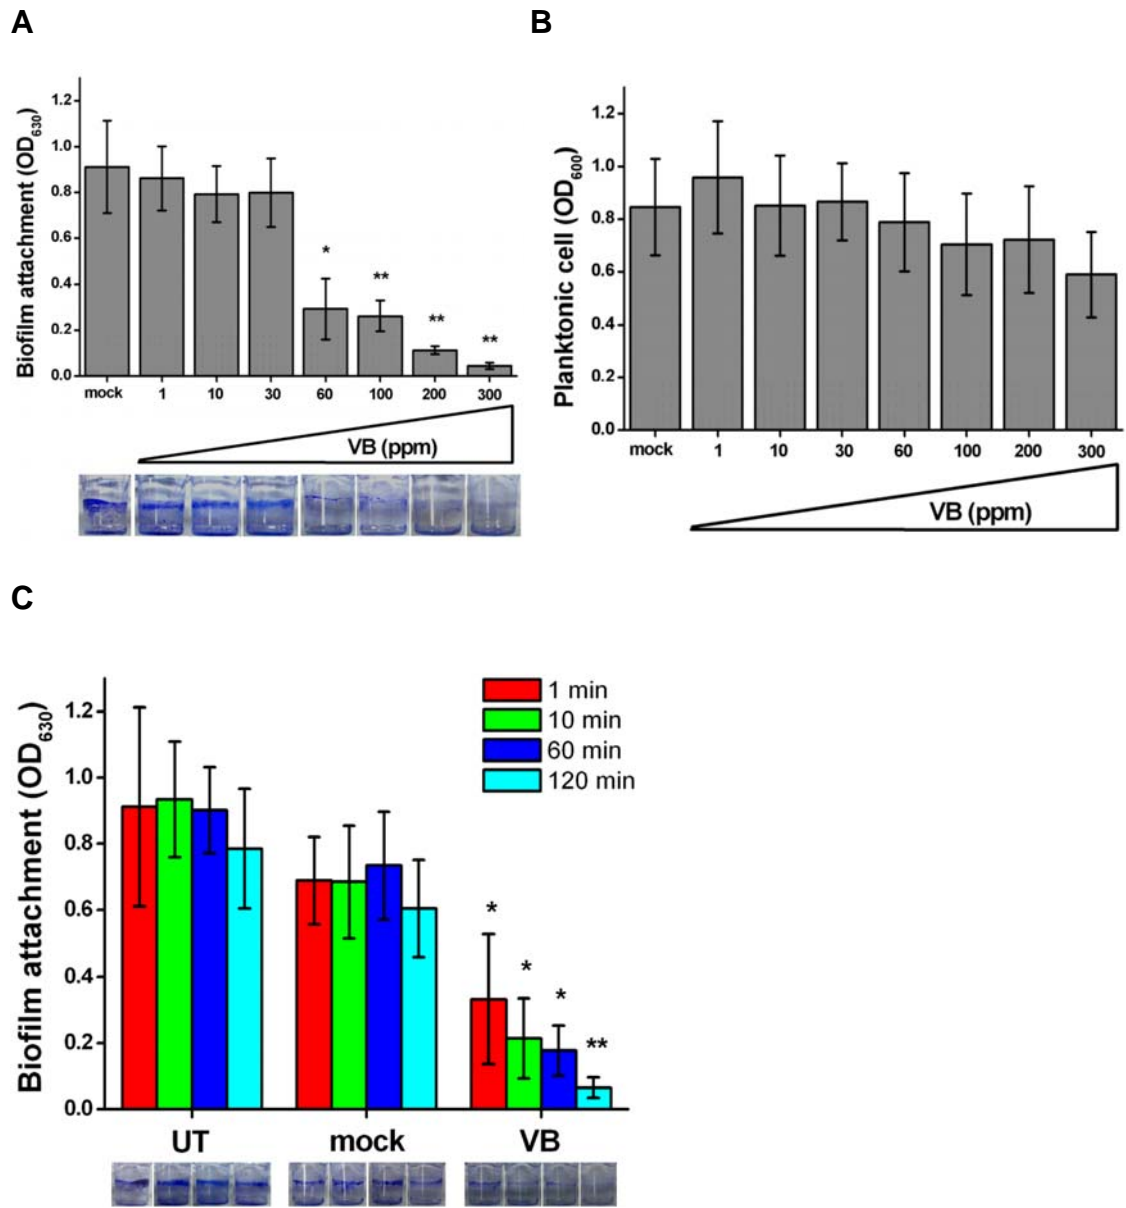 A
Biofilm attachment (OD630)
1.2
1.0
0.8
0.6
0.4
0.2
0.0
* ** ** **
mock 1 10 30 60 100 200 300
VB (ppm)
B
Planktonic cell (OD600)
1.2
1.0
0.8
0.6
0.4
0.2
0.0
mock 1 10 30 60 100 200 300
VB (ppm)
C
Biofilm attachment (OD630)
1.2
1.0
0.8
0.6
0.4
0.2
0.0
1 min
10 min
60 min
120 min
* * * **
UT mock VB